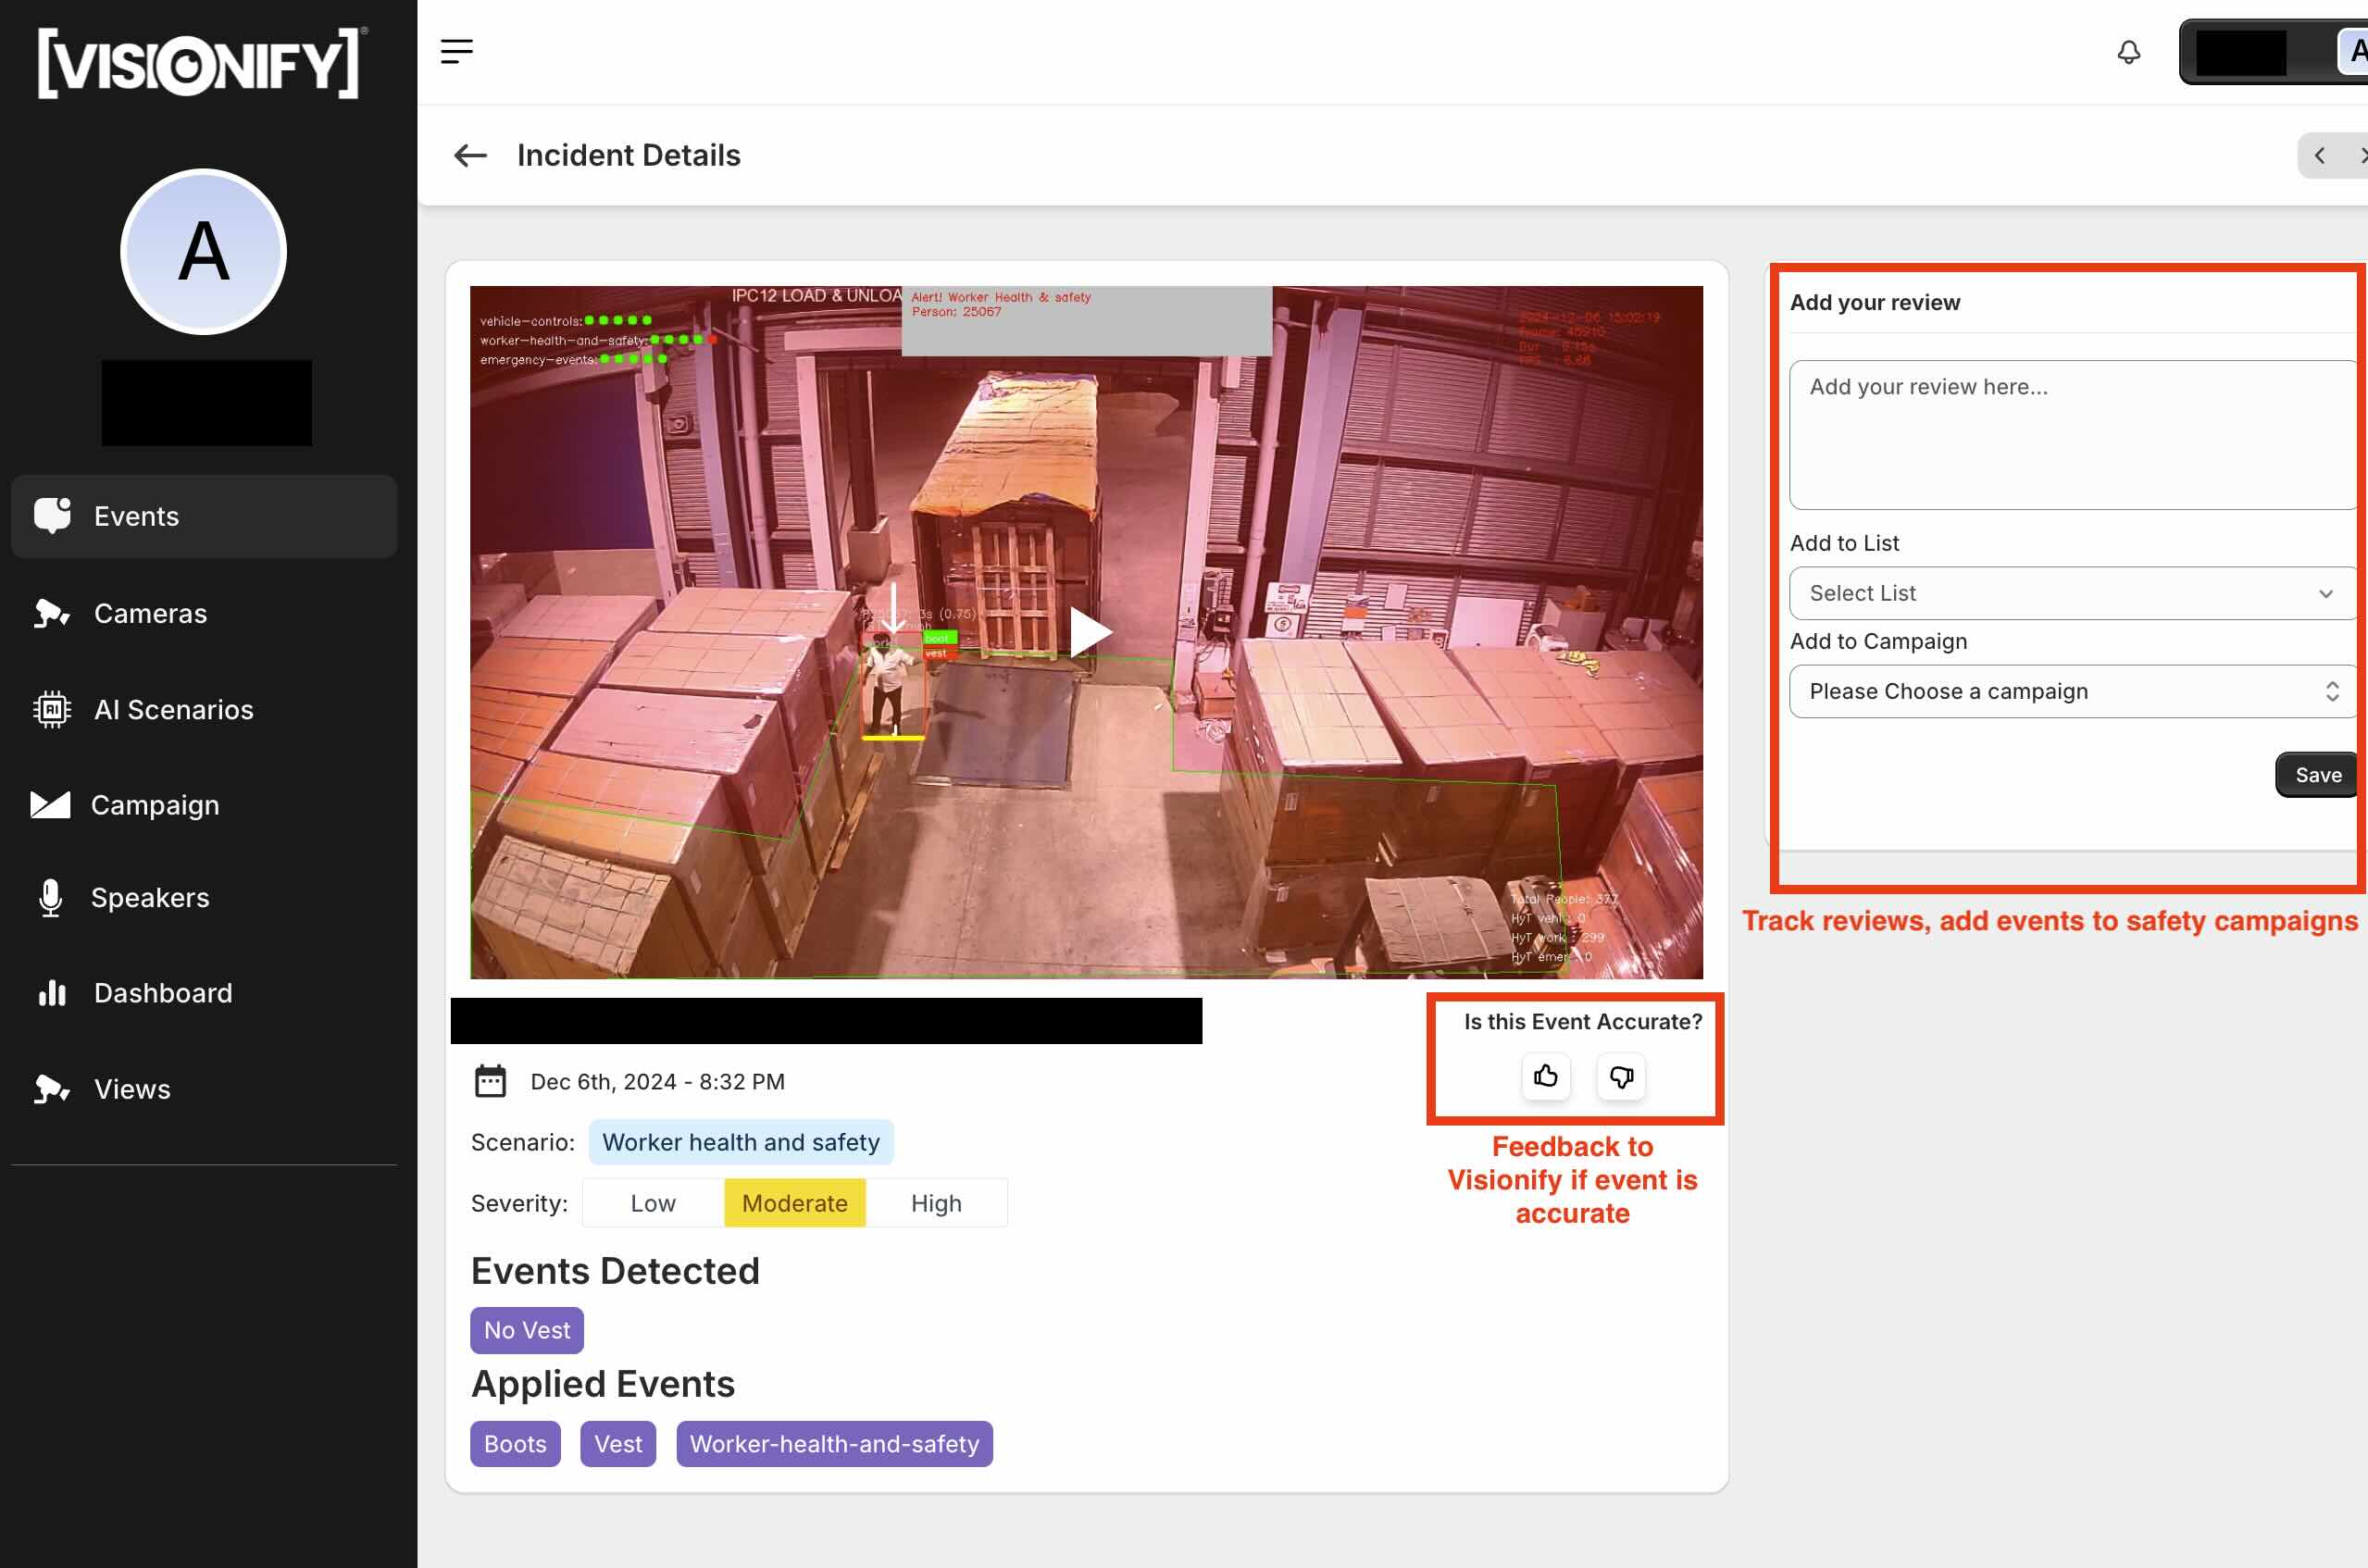 [VISIONIFY]®
A
Events
Cameras
AI Scenarios
Campaign
Speakers
Dashboard
Views
A
Incident Details
IPC12 LOAD & UNLOA
Alert! Worker Health & safety
Person: 25067
vehicle-controls:
worker-health-and-safety:
emergency-events:
2024-12-06 15:02:19
3s (0.75)
boot
vest
Total People: 377
HyT vehi : 0
HyT work : 299
HyT emer : 0
Is this Event Accurate?
Dec 6th, 2024 - 8:32 PM
Scenario: Worker health and safety
Severity: Low Moderate High
Feedback to
Visionify if event is
accurate
Events Detected
No Vest
Applied Events
Boots Vest Worker-health-and-safety
Add your review
Add your review here...
Add to List
Select List
Add to Campaign
Please Choose a campaign
Save
Track reviews, add events to safety campaigns